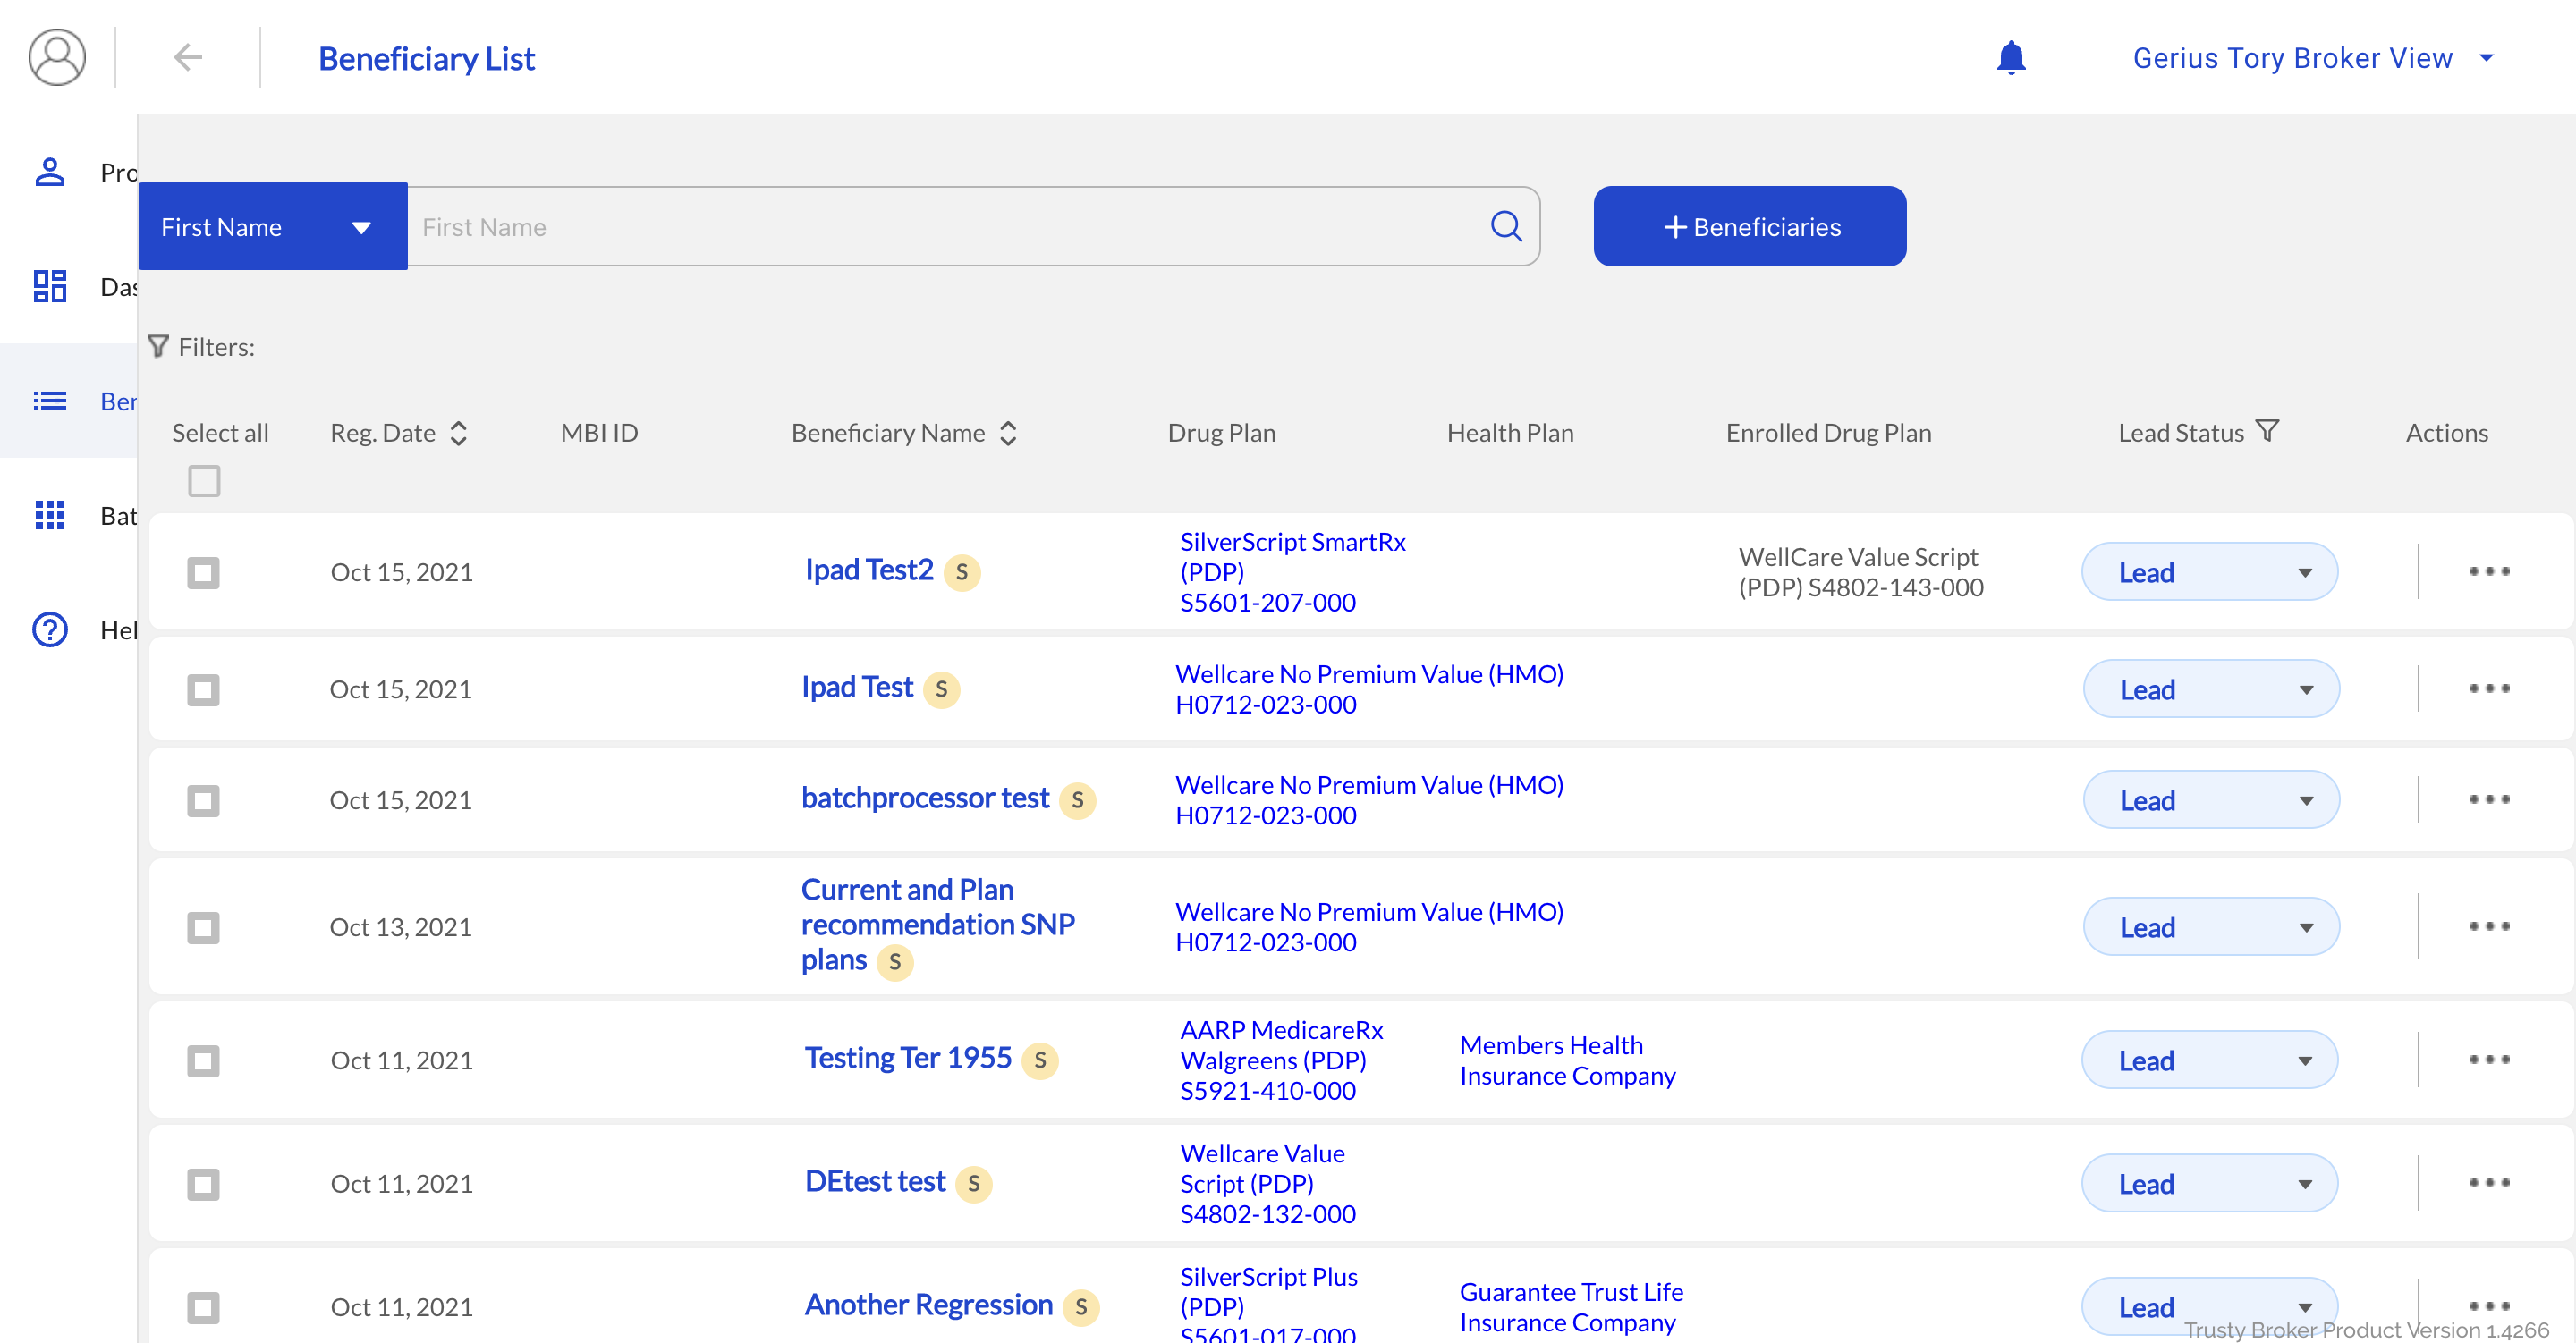 Beneficiary List
Gerius Tory Broker View
Pro
First Name
First Name
+ Beneficiaries
Das
Filters:
Ben
Select all
Reg. Date
MBI ID
Beneficiary Name
Drug Plan
Health Plan
Enrolled Drug Plan
Lead Status
Actions
Bat
Hel
Oct 15, 2021
Ipad Test2 S
SilverScript SmartRx
(PDP)
S5601-207-000
WellCare Value Script
(PDP) S4802-143-000
Lead
Oct 15, 2021
Ipad Test S
Wellcare No Premium Value (HMO)
H0712-023-000
Lead
Oct 15, 2021
batchprocessor test S
Wellcare No Premium Value (HMO)
H0712-023-000
Lead
Oct 13, 2021
Current and Plan
recommendation SNP
plans S
Wellcare No Premium Value (HMO)
H0712-023-000
Lead
Oct 11, 2021
Testing Ter 1955 S
AARP MedicareRx
Walgreens (PDP)
S5921-410-000
Members Health
Insurance Company
Lead
Oct 11, 2021
DEtest test S
Wellcare Value
Script (PDP)
S4802-132-000
Lead
Oct 11, 2021
Another Regression S
SilverScript Plus
(PDP)
S5601-017-000
Guarantee Trust Life
Insurance Company
Lead
Trusty Broker Product Version 1.4266